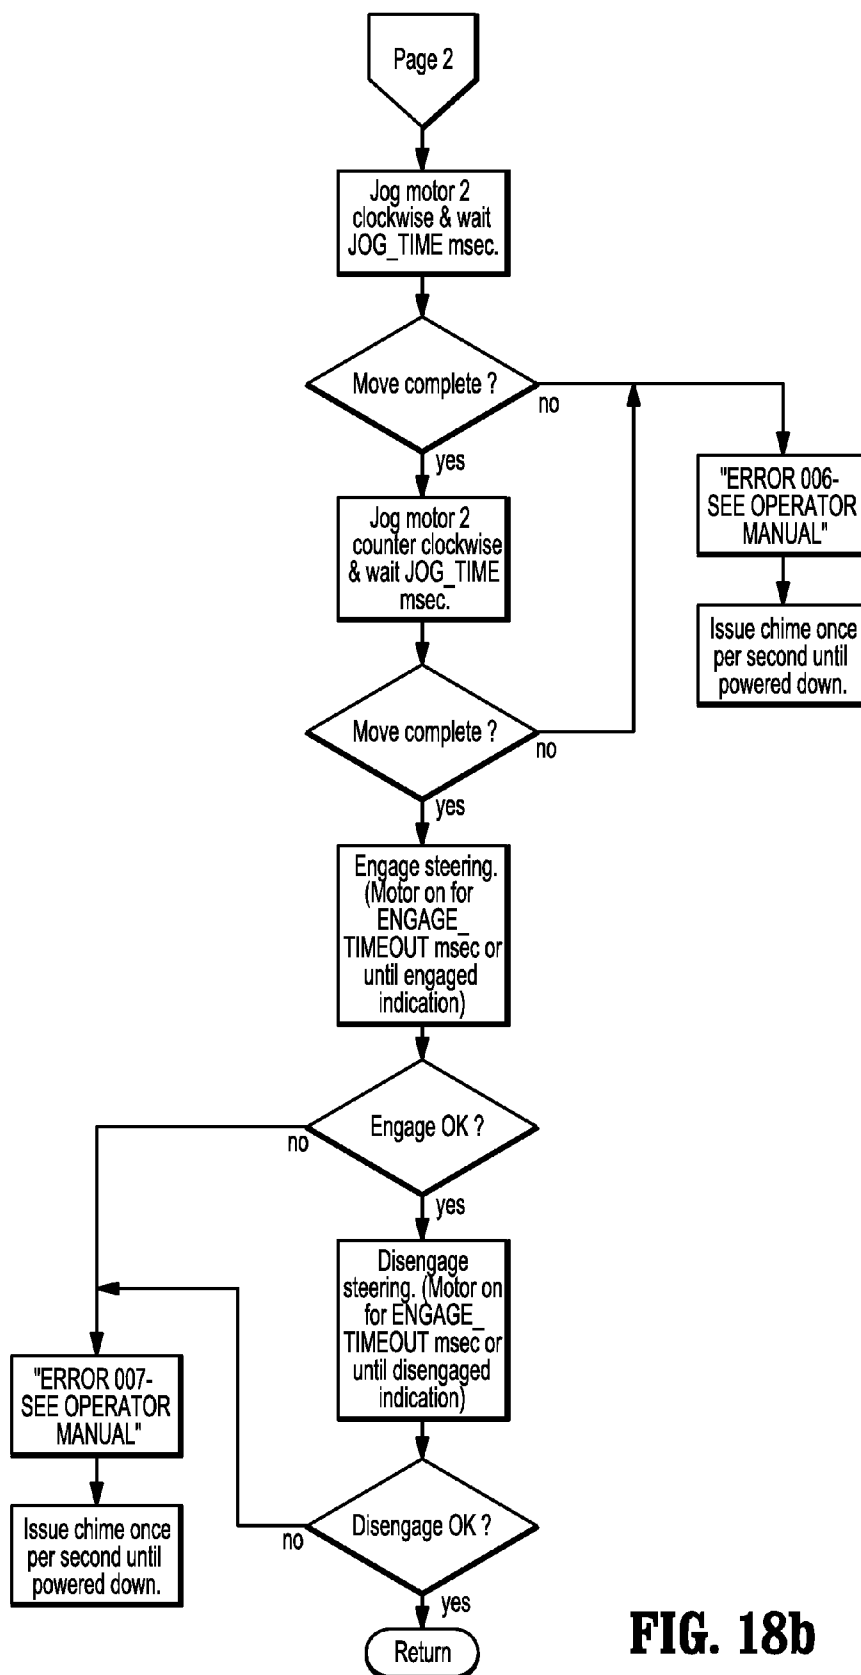 Page 2
Jog motor 2
clockwise & wait
JOG_TIME msec.
Move complete ?
no
yes
"ERROR 006-
SEE OPERATOR
MANUAL"
Jog motor 2
counter clockwise
& wait JOG_TIME
msec.
Issue chime once
per second until
powered down.
Move complete ?
no
yes
Engage steering.
(Motor on for
ENGAGE_
TIMEOUT msec or
until engaged
indication)
Engage OK ?
no
yes
Disengage
steering. (Motor on
for ENGAGE_
TIMEOUT msec or
until disengaged
indication)
"ERROR 007-
SEE OPERATOR
MANUAL"
Issue chime once
per second until
powered down.
Disengage OK ?
no
yes
Return
FIG. 18b